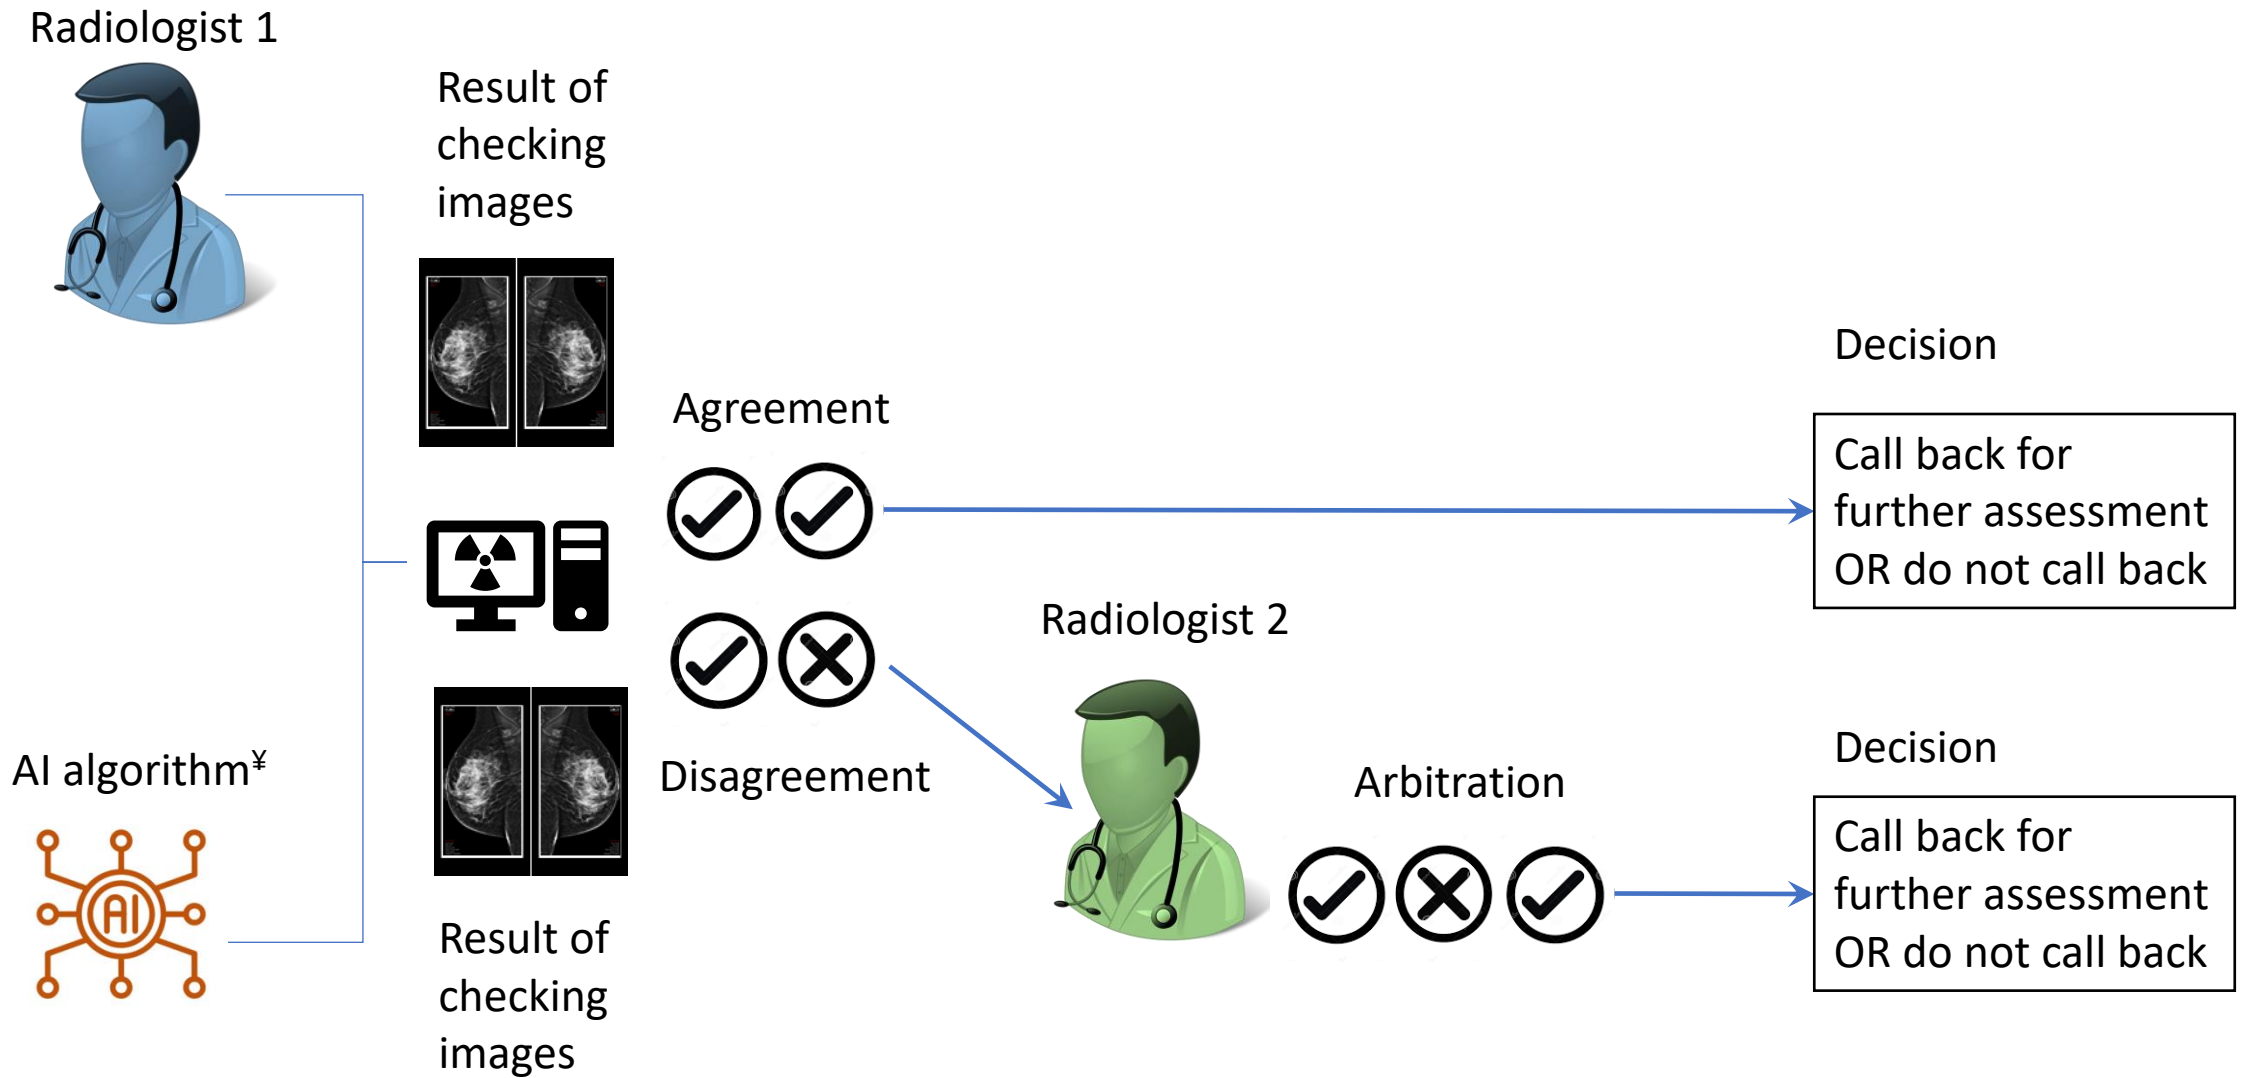 Radiologist 1
Result of
checking
images
Agreement
Decision
Call back for
further assessment
OR do not call back
Radiologist 2
AI algorithm¥
AI
Disagreement
Arbitration
Decision
Call back for
further assessment
OR do not call back
Result of
checking
images